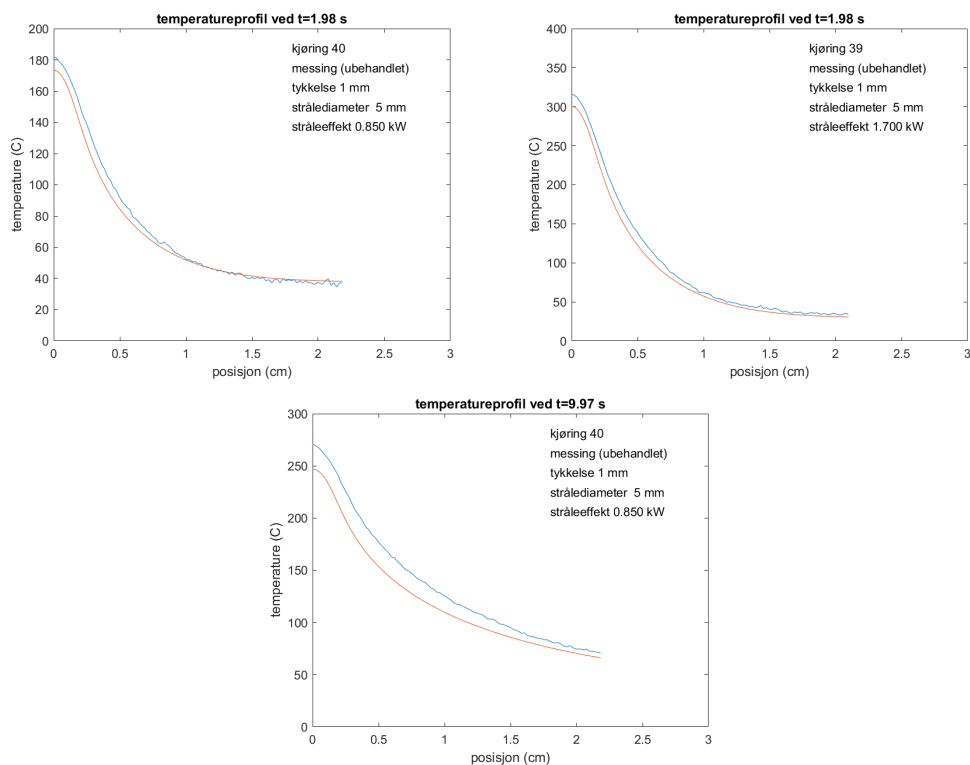 temperatureprofil ved t=1.98 s
200
180
160
140
120
100
80
60
40
20
0
temperature (C)
kjøring 40
messing (ubehandlet)
tykkelse 1 mm
strålediameter 5 mm
stråleeffekt 0.850 kW
0 0.5 1 1.5 2 2.5 3
posisjon (cm)
temperatureprofil ved t=1.98 s
400
350
300
250
200
150
100
50
0
temperature (C)
kjøring 39
messing (ubehandlet)
tykkelse 1 mm
strålediameter 5 mm
stråleeffekt 1.700 kW
0 0.5 1 1.5 2 2.5 3
posisjon (cm)
temperatureprofil ved t=9.97 s
300
250
200
150
100
50
0
temperature (C)
kjøring 40
messing (ubehandlet)
tykkelse 1 mm
strålediameter 5 mm
stråleeffekt 0.850 kW
0 0.5 1 1.5 2 2.5 3
posisjon (cm)